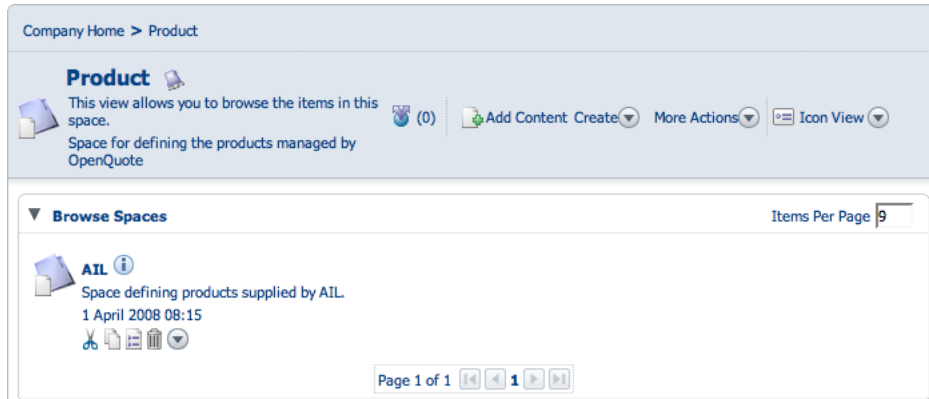 Company Home > Product
Product
This view allows you to browse the items in this
space.
Space for defining the products managed by
OpenQuote
(0)
Add Content Create More Actions Icon View
Browse Spaces Items Per Page 9
AIL
Space defining products supplied by AIL.
1 April 2008 08:15
Page 1 of 1 1